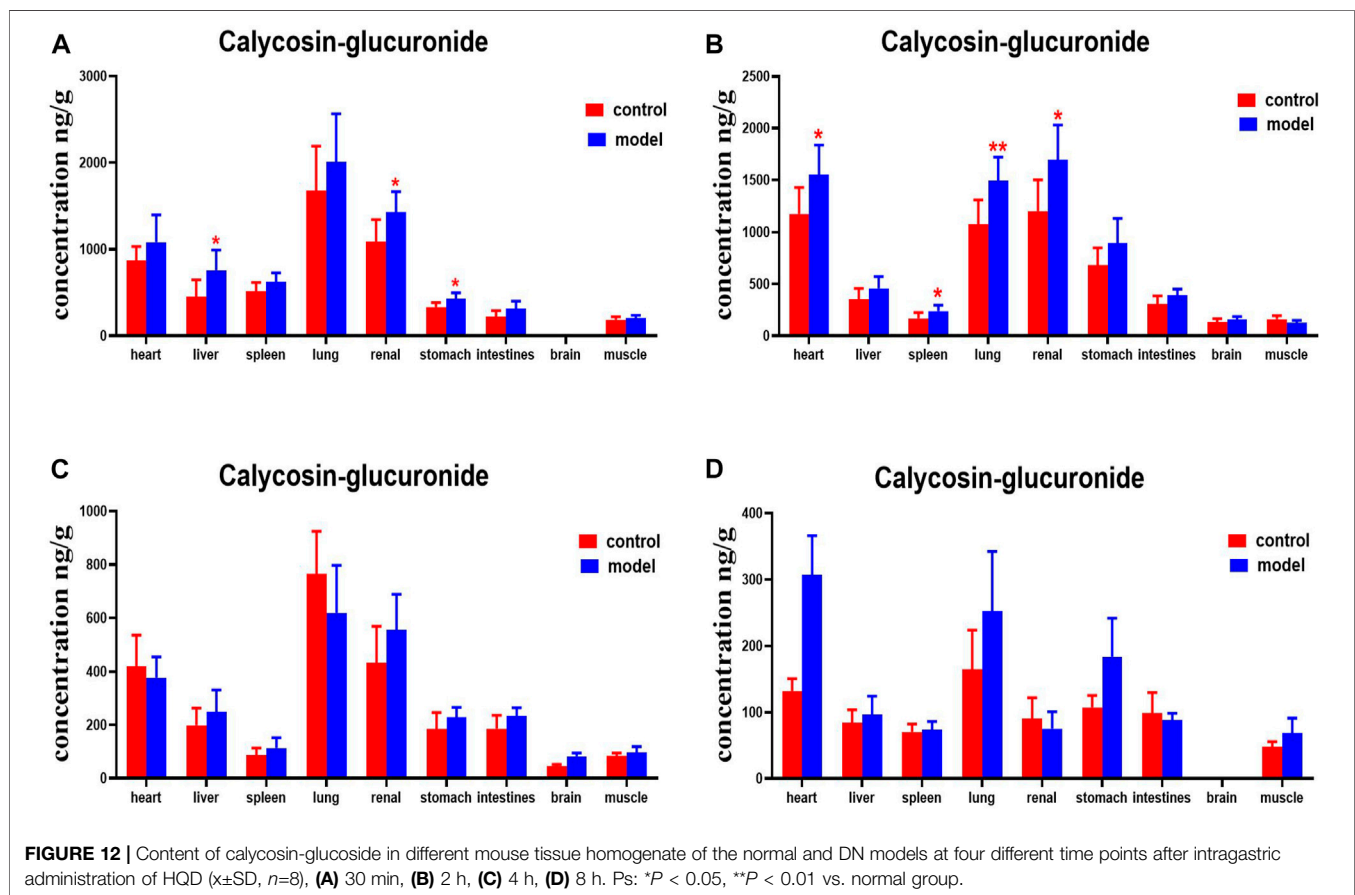 A
Calycosin-glucuronide
concentration ng/g
3000
2000
1000
0
control
model
*
*
*
heart liver spleen lung renal stomach intestines brain muscle
B
Calycosin-glucuronide
concentration ng/g
2500
2000
1500
1000
500
0
control
model
*
*
**
*
heart liver spleen lung renal stomach intestines brain muscle
C
Calycosin-glucuronide
concentration ng/g
1000
800
600
400
200
0
control
model
heart liver spleen lung renal stomach intestines brain muscle
D
Calycosin-glucuronide
concentration ng/g
400
300
200
100
0
control
model
heart liver spleen lung renal stomach intestines brain muscle
FIGURE 12 | Content of calycosin-glucoside in different mouse tissue homogenate of the normal and DN models at four different time points after intragastric
administration of HQD (x±SD, n=8), (A) 30 min, (B) 2 h, (C) 4 h, (D) 8 h. Ps: *P < 0.05, **P < 0.01 vs. normal group.